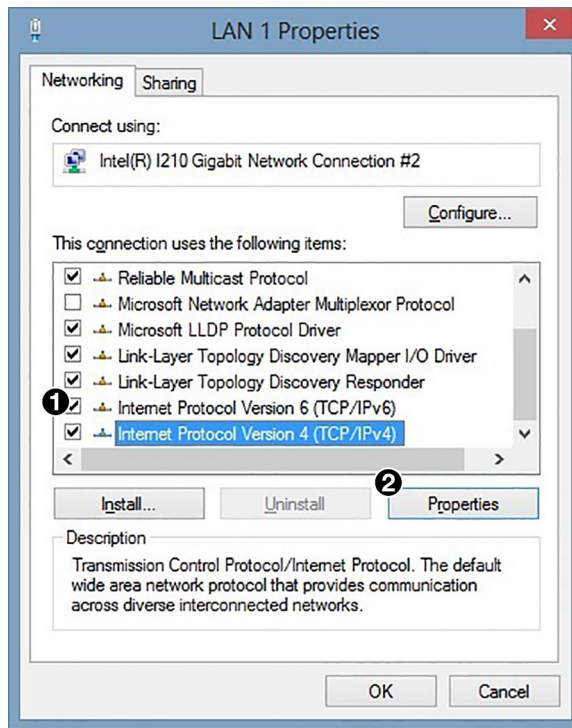 LAN 1 Properties
Networking
Sharing
Connect using:
Intel(R) I210 Gigabit Network Connection #2
Configure...
This connection uses the following items:
Reliable Multicast Protocol
Microsoft Network Adapter Multiplexor Protocol
Microsoft LLDP Protocol Driver
Link-Layer Topology Discovery Mapper I/O Driver
Link-Layer Topology Discovery Responder
1
Internet Protocol Version 6 (TCP/IPv6)
Internet Protocol Version 4 (TCP/IPv4)
2
Install...
Uninstall
Properties
Description
Transmission Control Protocol/Internet Protocol. The default
wide area network protocol that provides communication
across diverse interconnected networks.
OK
Cancel